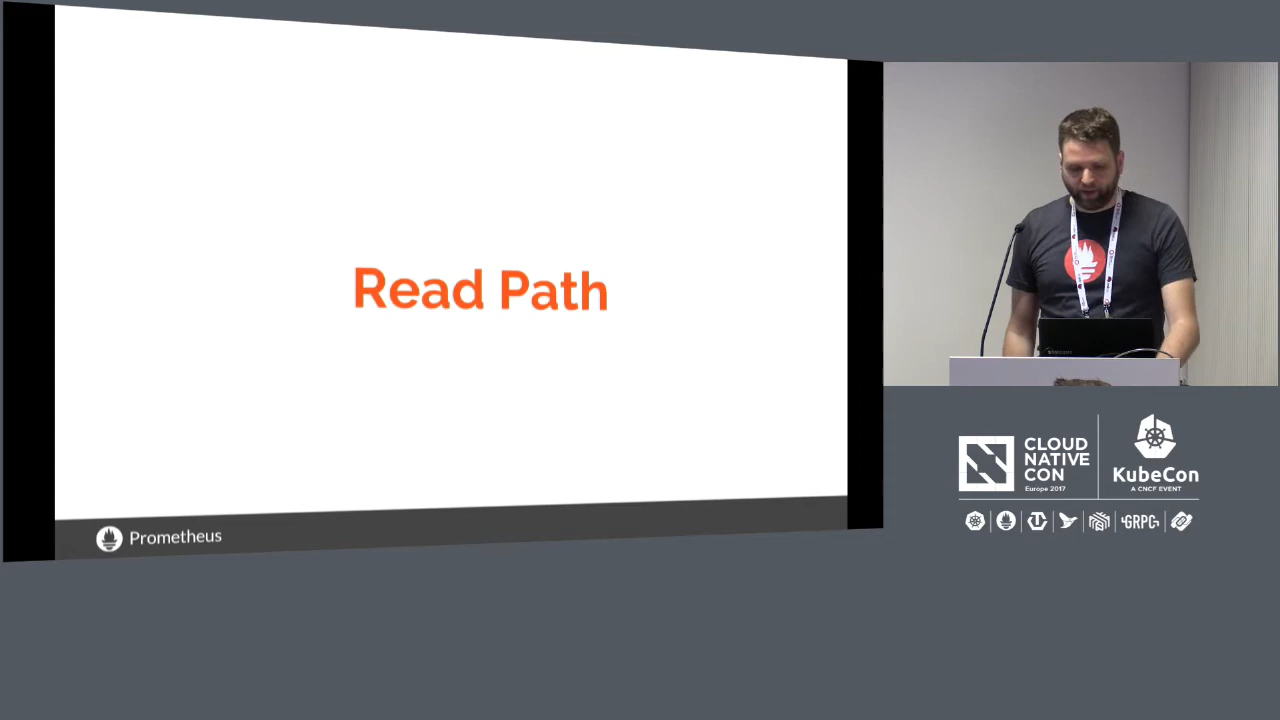 Read Path
Prometheus
CLOUD
NATIVE
CON
Europe 2017
KubeCon
A CNCF EVENT
GRPC